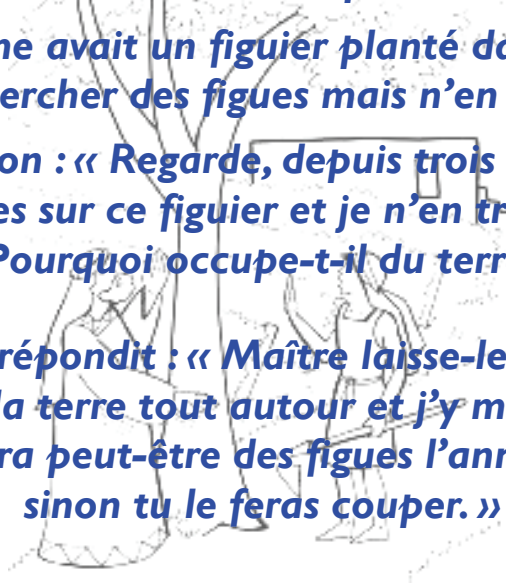 ne avait un figuier planté da
ercher des figues mais n'en
on : « Regarde, depuis trois
es sur ce figuier et je n'en tr
Pourquoi occupe-t-il du terr
répondit : « Maître laisse-le
la terre tout autour et j'y m
ra peut-être des figues l'ann
sinon tu le feras couper. »